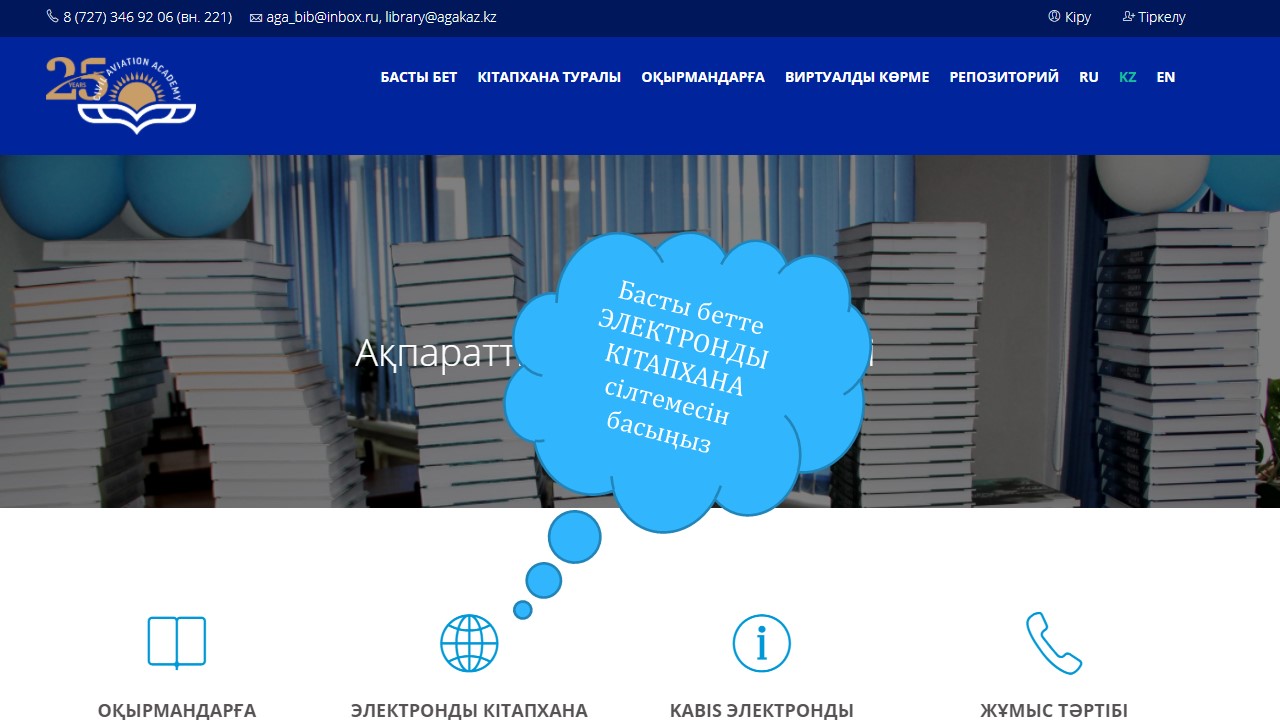 8 (727) 346 92 06 (вн. 221) aga_bib@inbox.ru, library@agakaz.kz Кіру Тіркелу
25 YEARS CIVIL AVIATION ACADEMY
БАСТЫ БЕТ КІТАПХАНА ТУРАЛЫ ОҚЫРМАНДАРҒА ВИРТУАЛДЫ КӨРМЕ РЕПОЗИТОРИЙ RU KZ EN
Басты бетте
ЭЛЕКТРОНДЫ
КІТАПХАНА
сілтемесін
басыңыз
ОҚЫРМАНДАРҒА ЭЛЕКТРОНДЫ КІТАПХАНА KABIS ЭЛЕКТРОНДЫ ЖҰМЫС ТӘРТІБІ